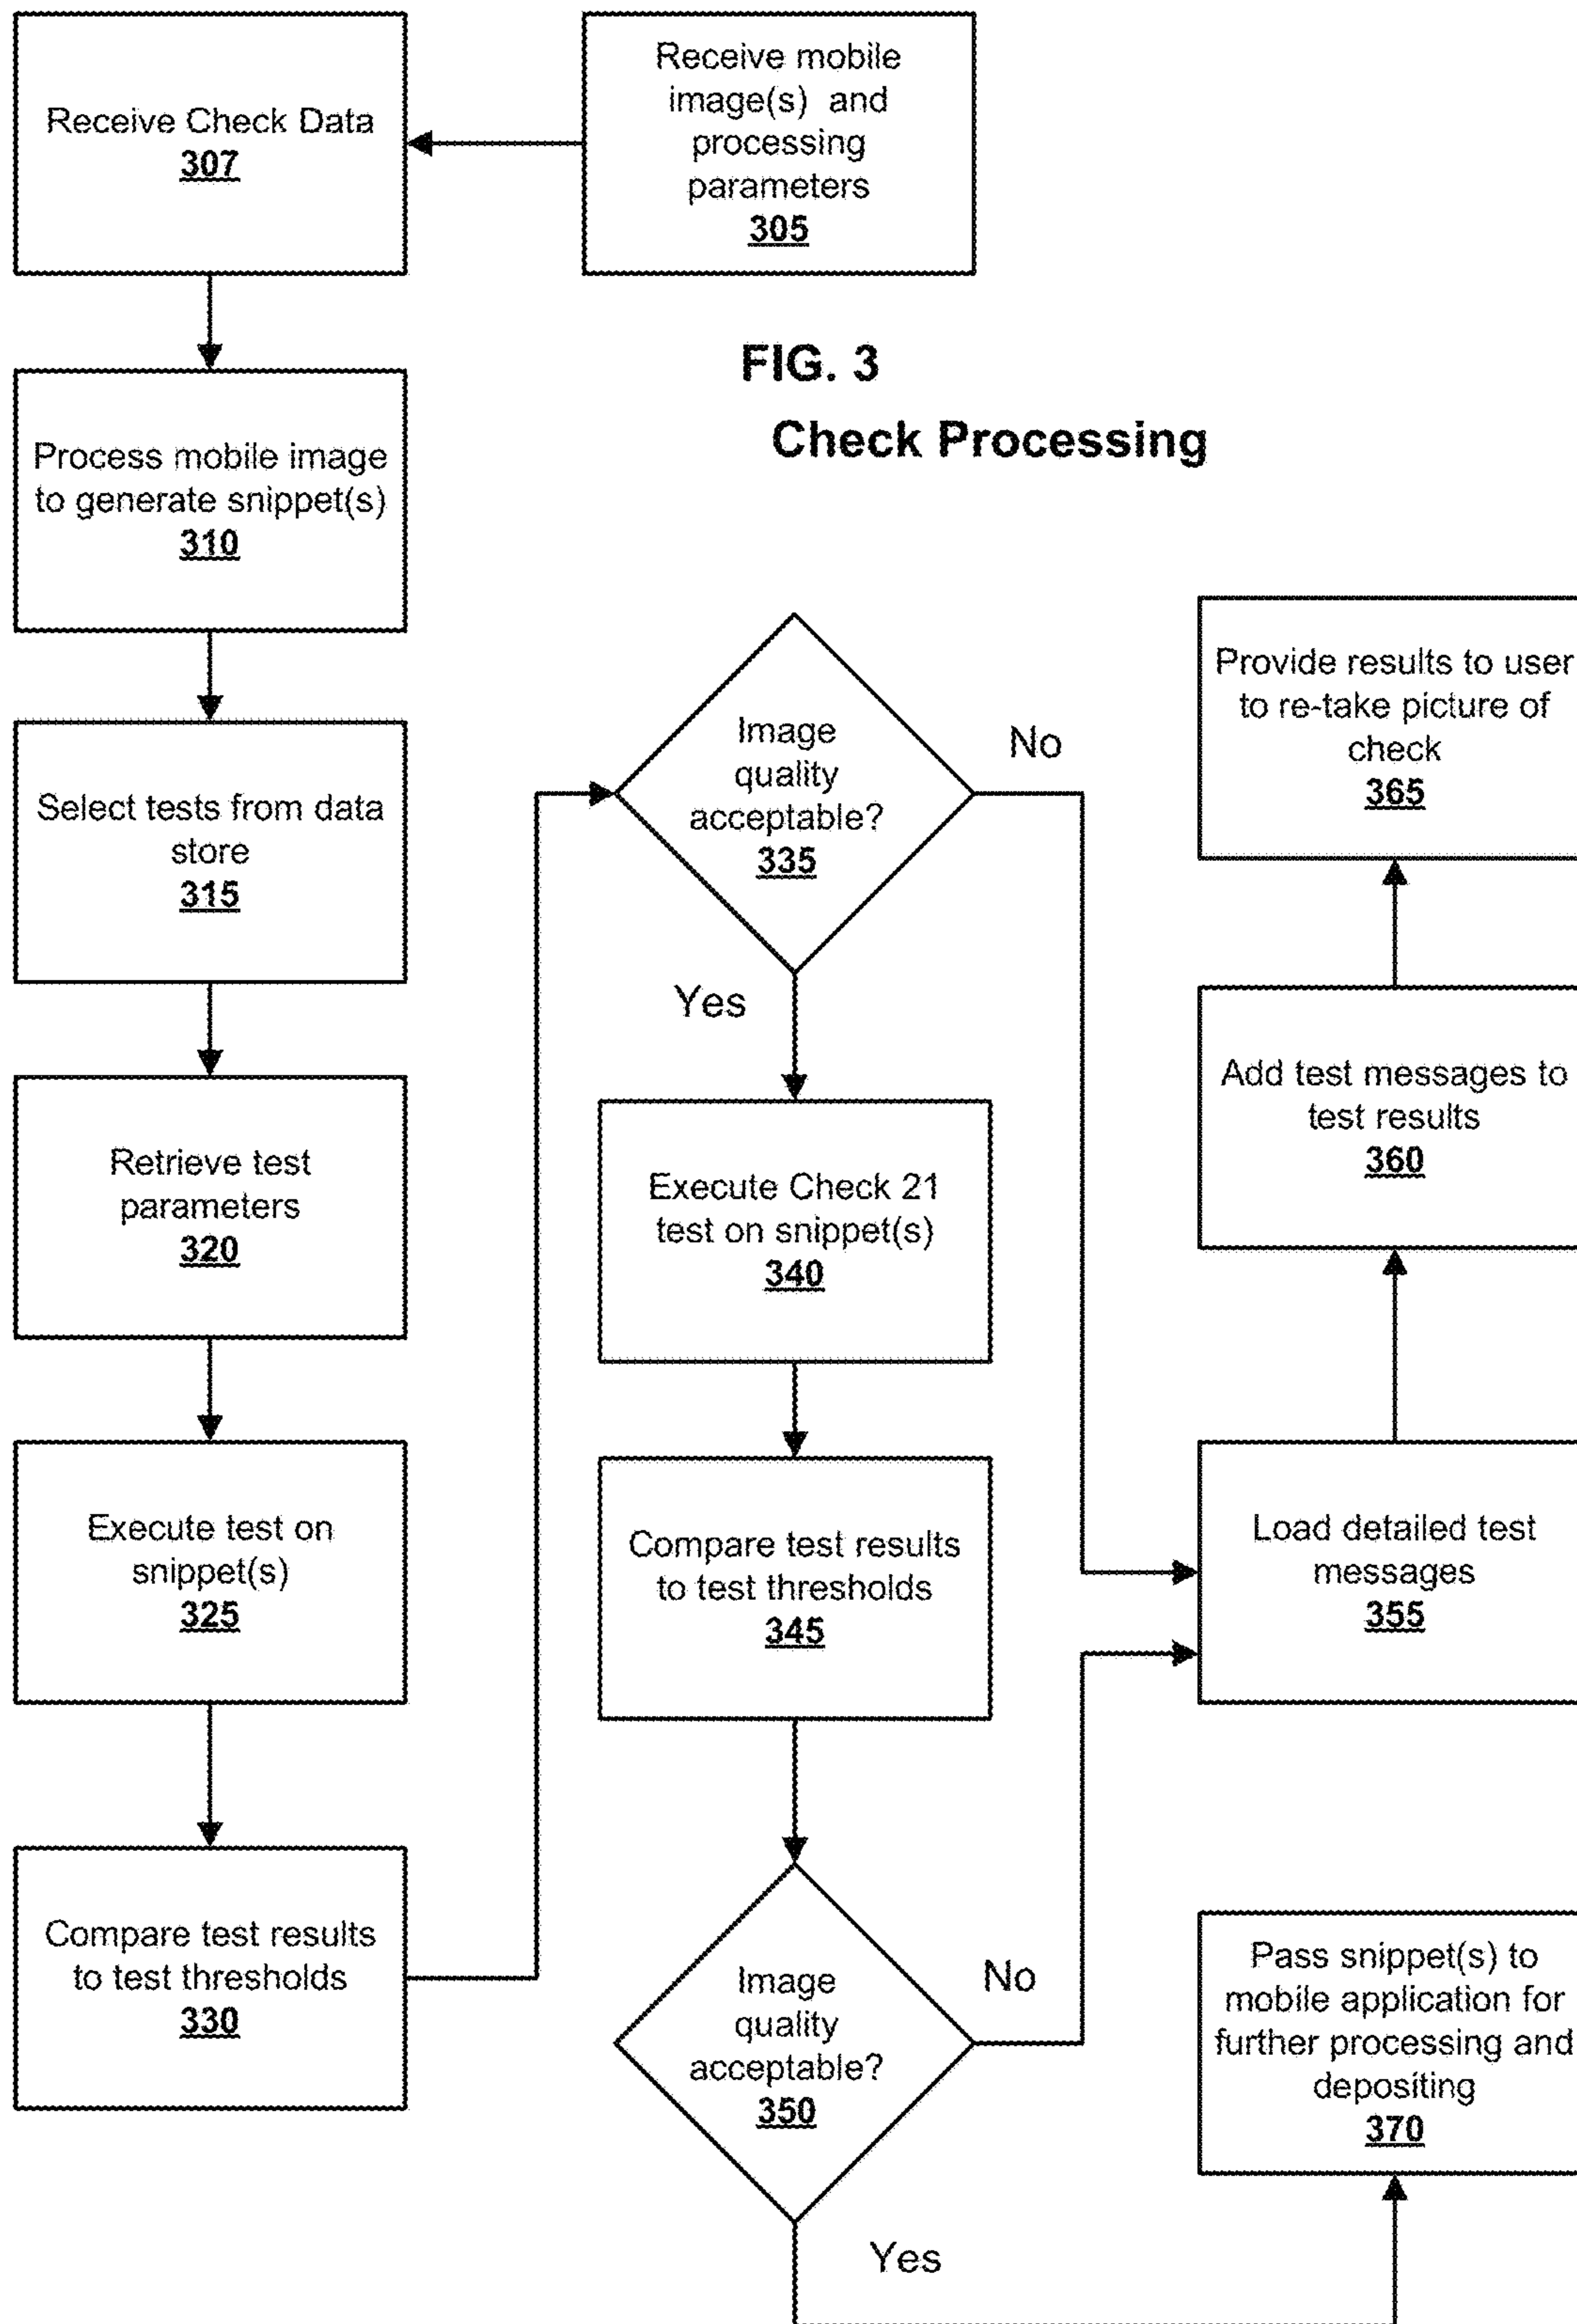 Receive Check Data
307
Receive mobile
image(s) and
processing
parameters
305
FIG. 3
Check Processing
Process mobile image
to generate snippet(s)
310
Select tests from data
store
315
Retrieve test
parameters
320
Execute test on
snippet(s)
325
Compare test results
to test thresholds
330
Image
quality
acceptable?
335
No
Yes
Execute Check 21
test on snippet(s)
340
Compare test results
to test thresholds
345
Image
quality
acceptable?
350
No
Yes
Provide results to user
to re-take picture of
check
365
Add test messages to
test results
360
Load detailed test
messages
355
Pass snippet(s) to
mobile application for
further processing and
depositing
370